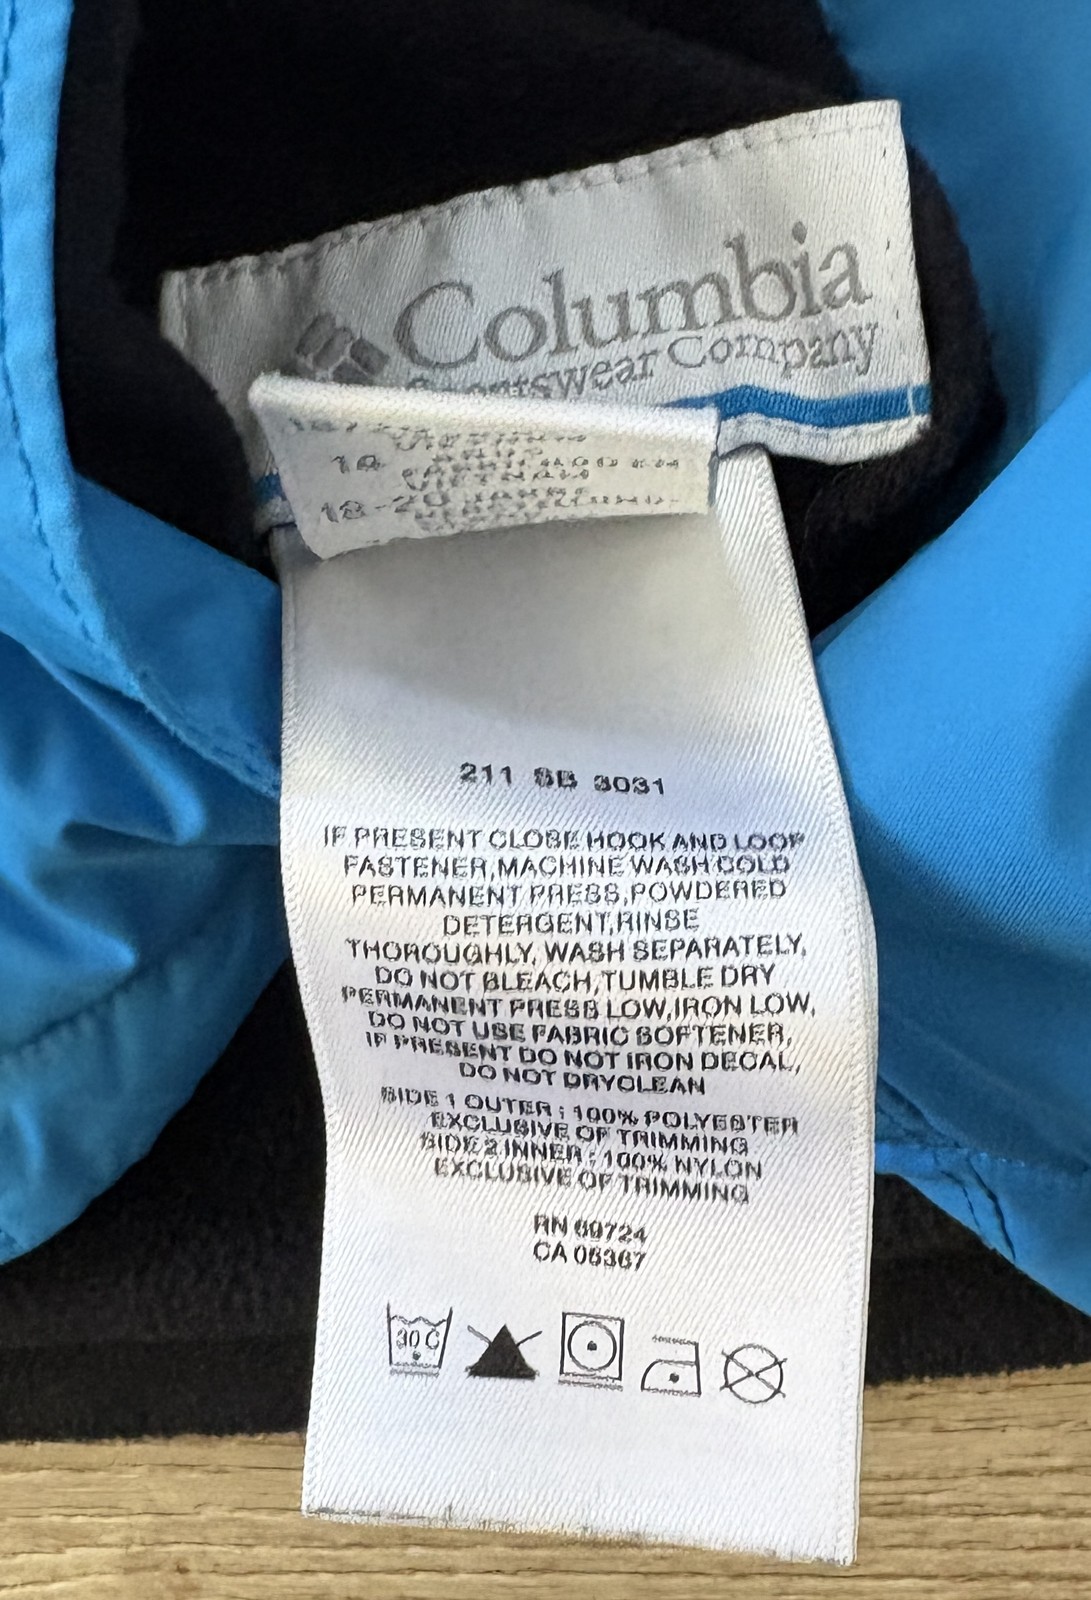 Columbia
Sportswear Company
18-20
211 SB 3031
IF PRESENT CLOSE HOOK AND LOOP
FASTENER,MACHINE WASH COLD
PERMANENT PRESS,POWDERED
DETERGENT,RINSE
THOROUGHLY, WASH SEPARATELY,
DO NOT BLEACH,TUMBLE DRY
PERMANENT PRESS LOW,IRON LOW,
DO NOT USE FABRIC SOFTENER,
IF PRESENT DO NOT IRON DECAL,
DO NOT DRYCLEAN
SIDE 1 OUTER : 100% POLYESTER
EXCLUSIVE OF TRIMMING
SIDE 2 INNER : 100% NYLON
EXCLUSIVE OF TRIMMING
RN 69724
CA 05367
30 C